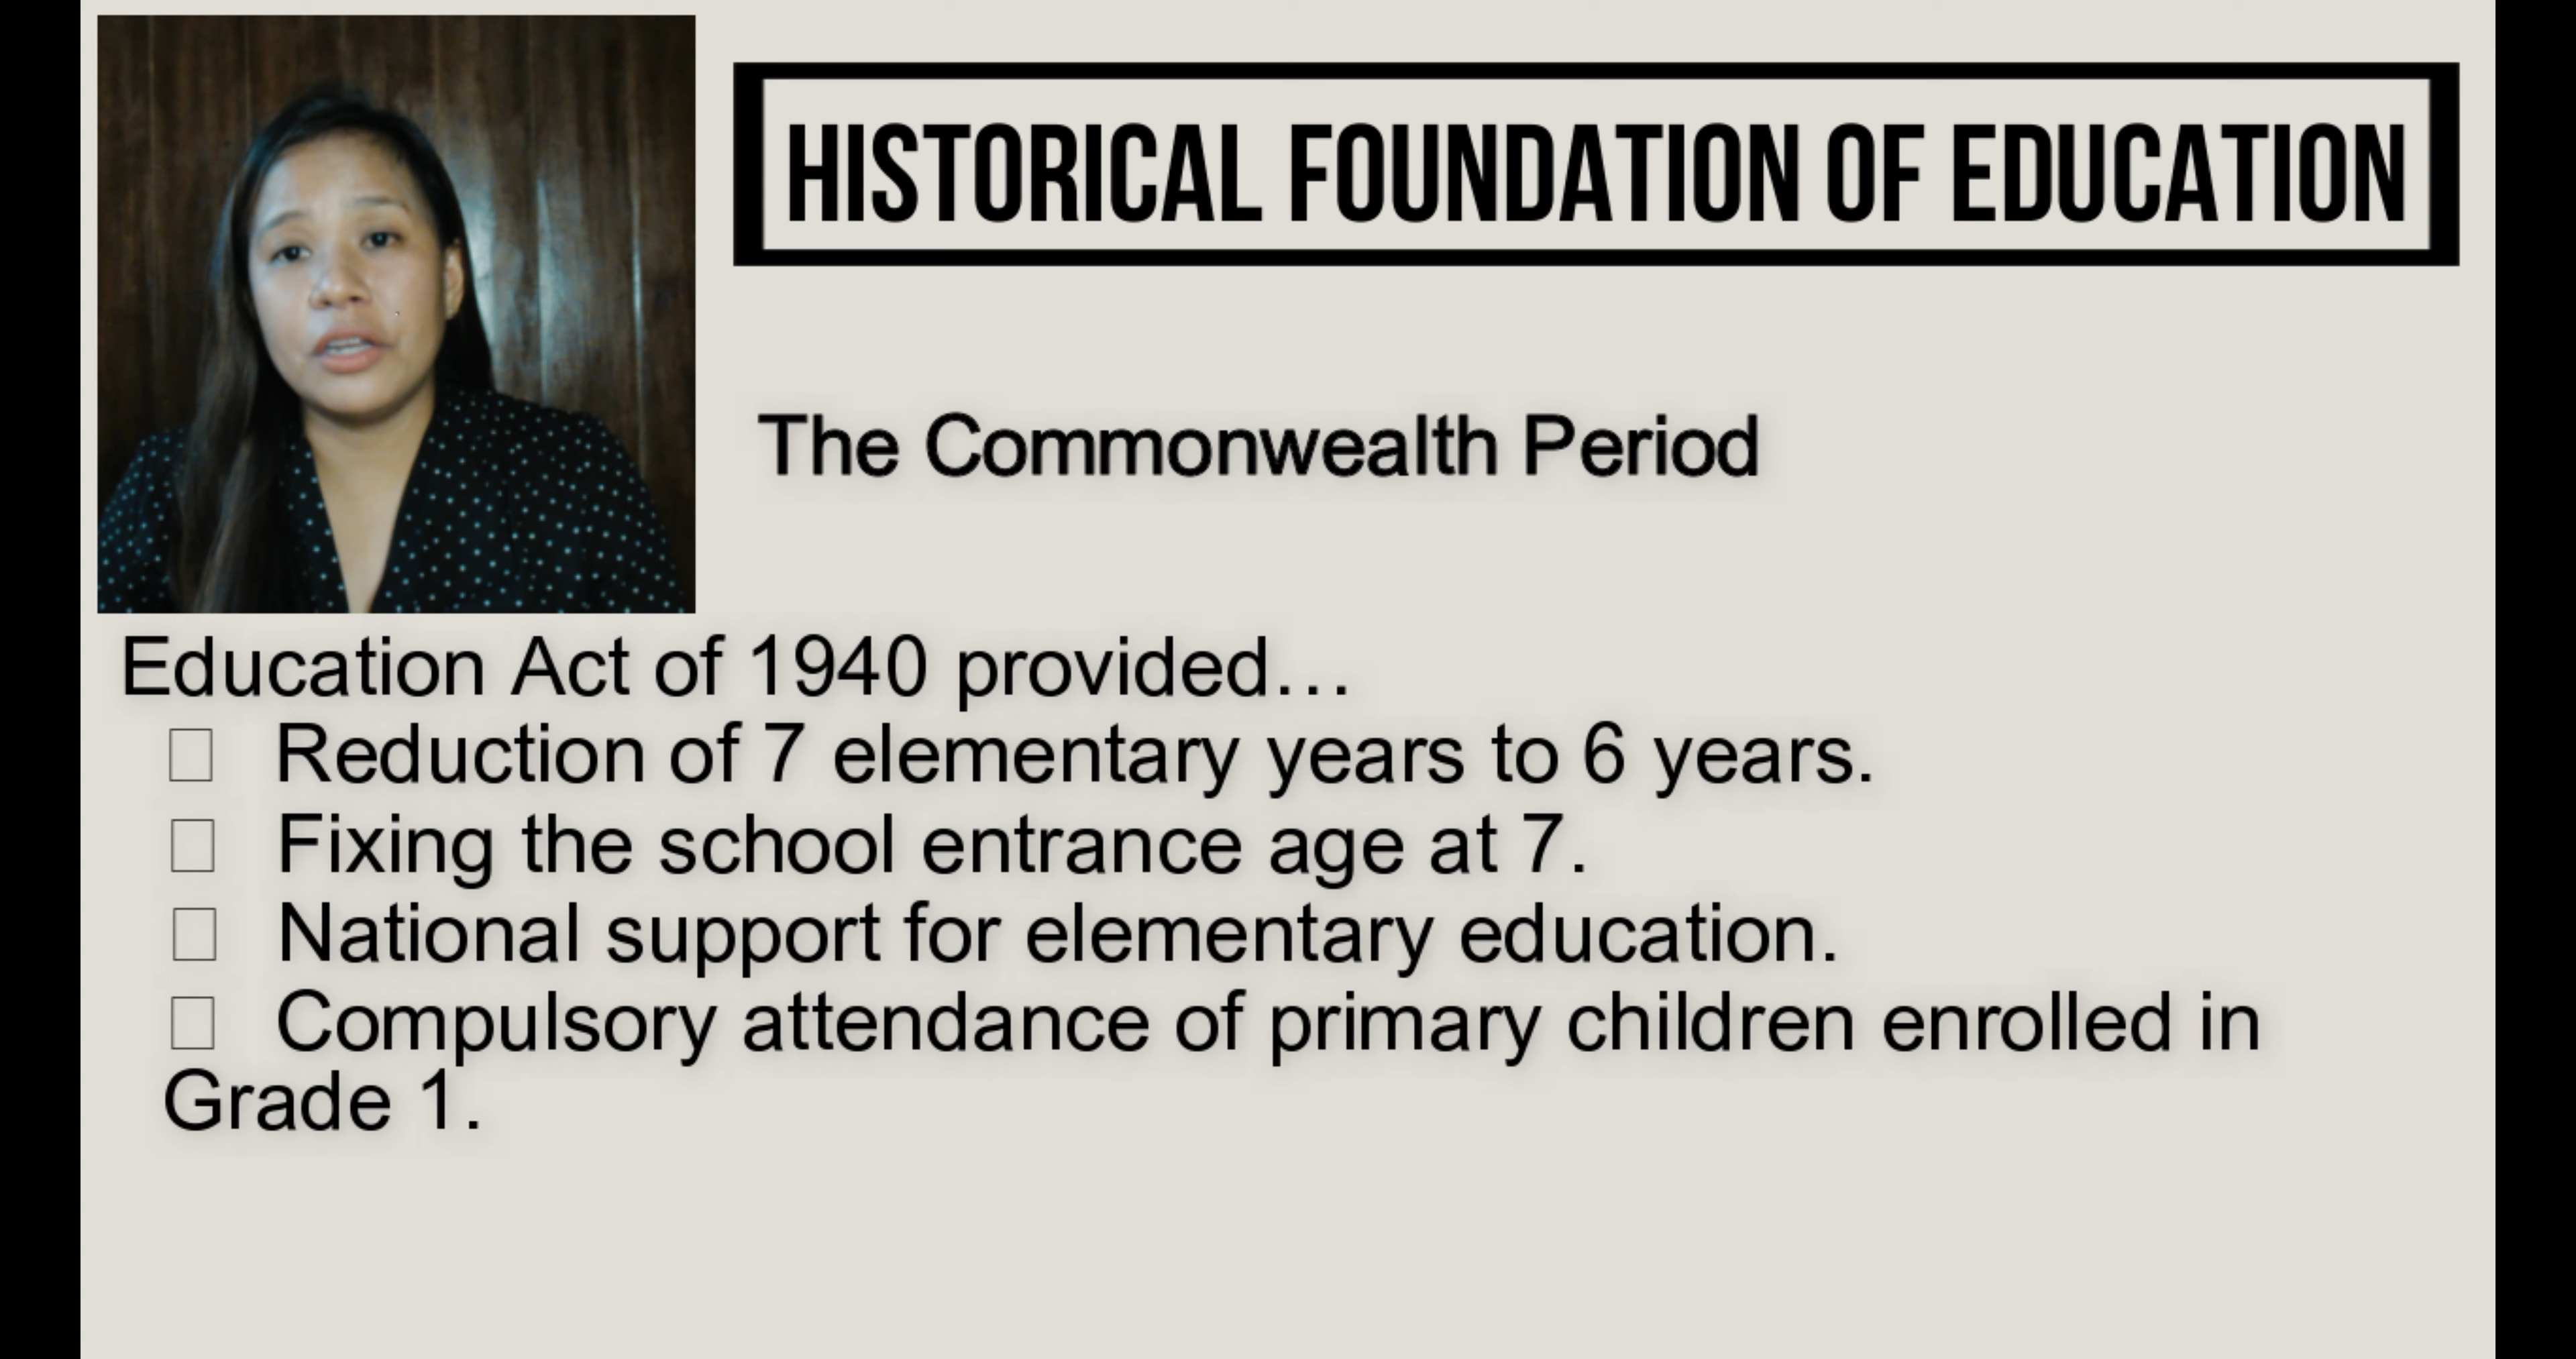 HISTORICAL FOUNDATION OF EDUCATION
The Commonwealth Period
Education Act of 1940 provided…
Reduction of 7 elementary years to 6 years.
Fixing the school entrance age at 7.
National support for elementary education.
Compulsory attendance of primary children enrolled in
Grade 1.